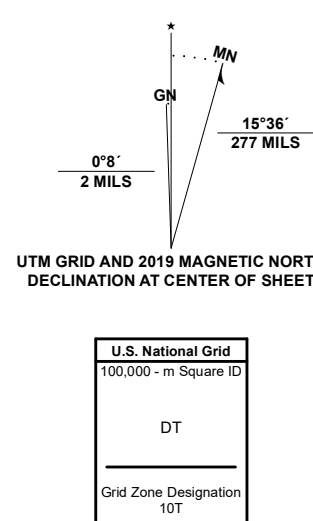 ★
MN
GN
15°36´
277 MILS
0°8´
2 MILS
UTM GRID AND 2019 MAGNETIC NORT
DECLINATION AT CENTER OF SHEET
U.S. National Grid
100,000 - m Square ID
DT
Grid Zone Designation
10T